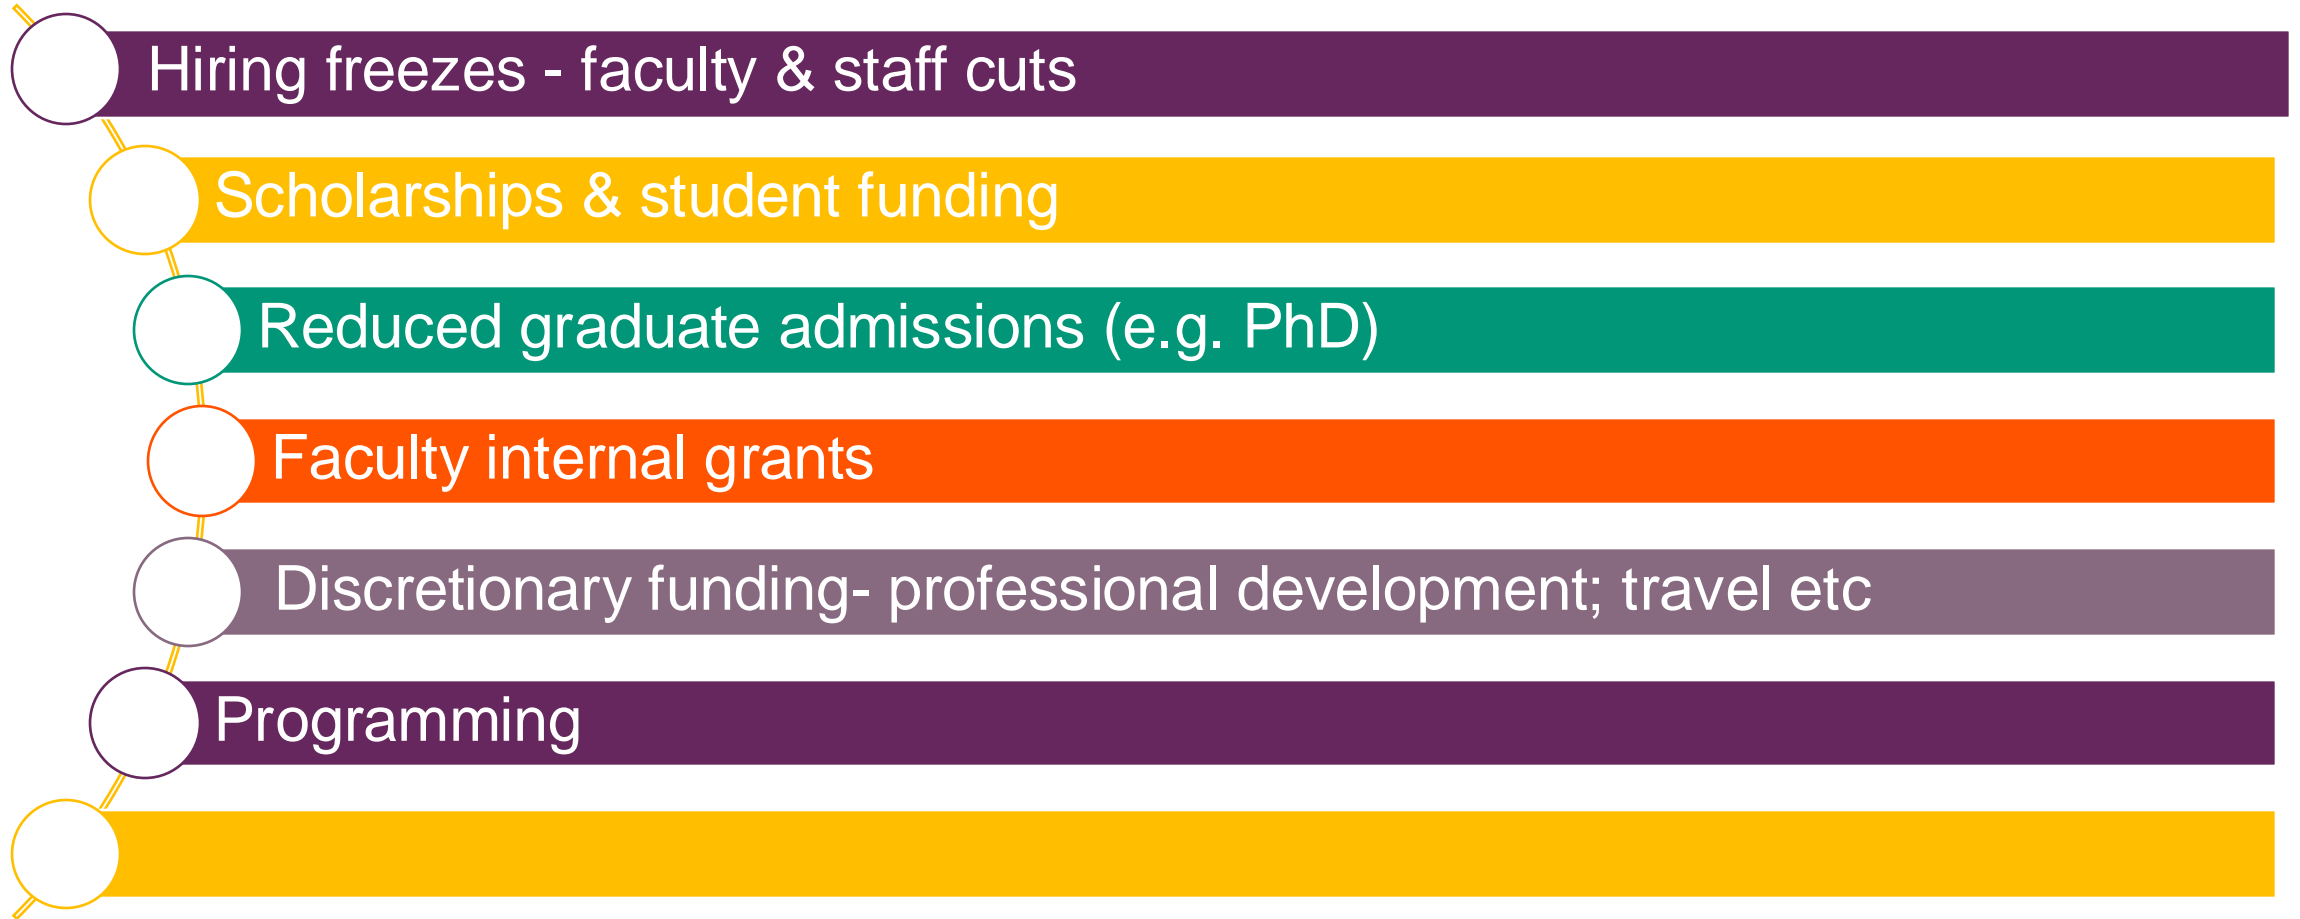 Hiring freezes - faculty & staff cuts
Scholarships & student funding
Reduced graduate admissions (e.g. PhD)
Faculty internal grants
Discretionary funding- professional development; travel etc
Programming